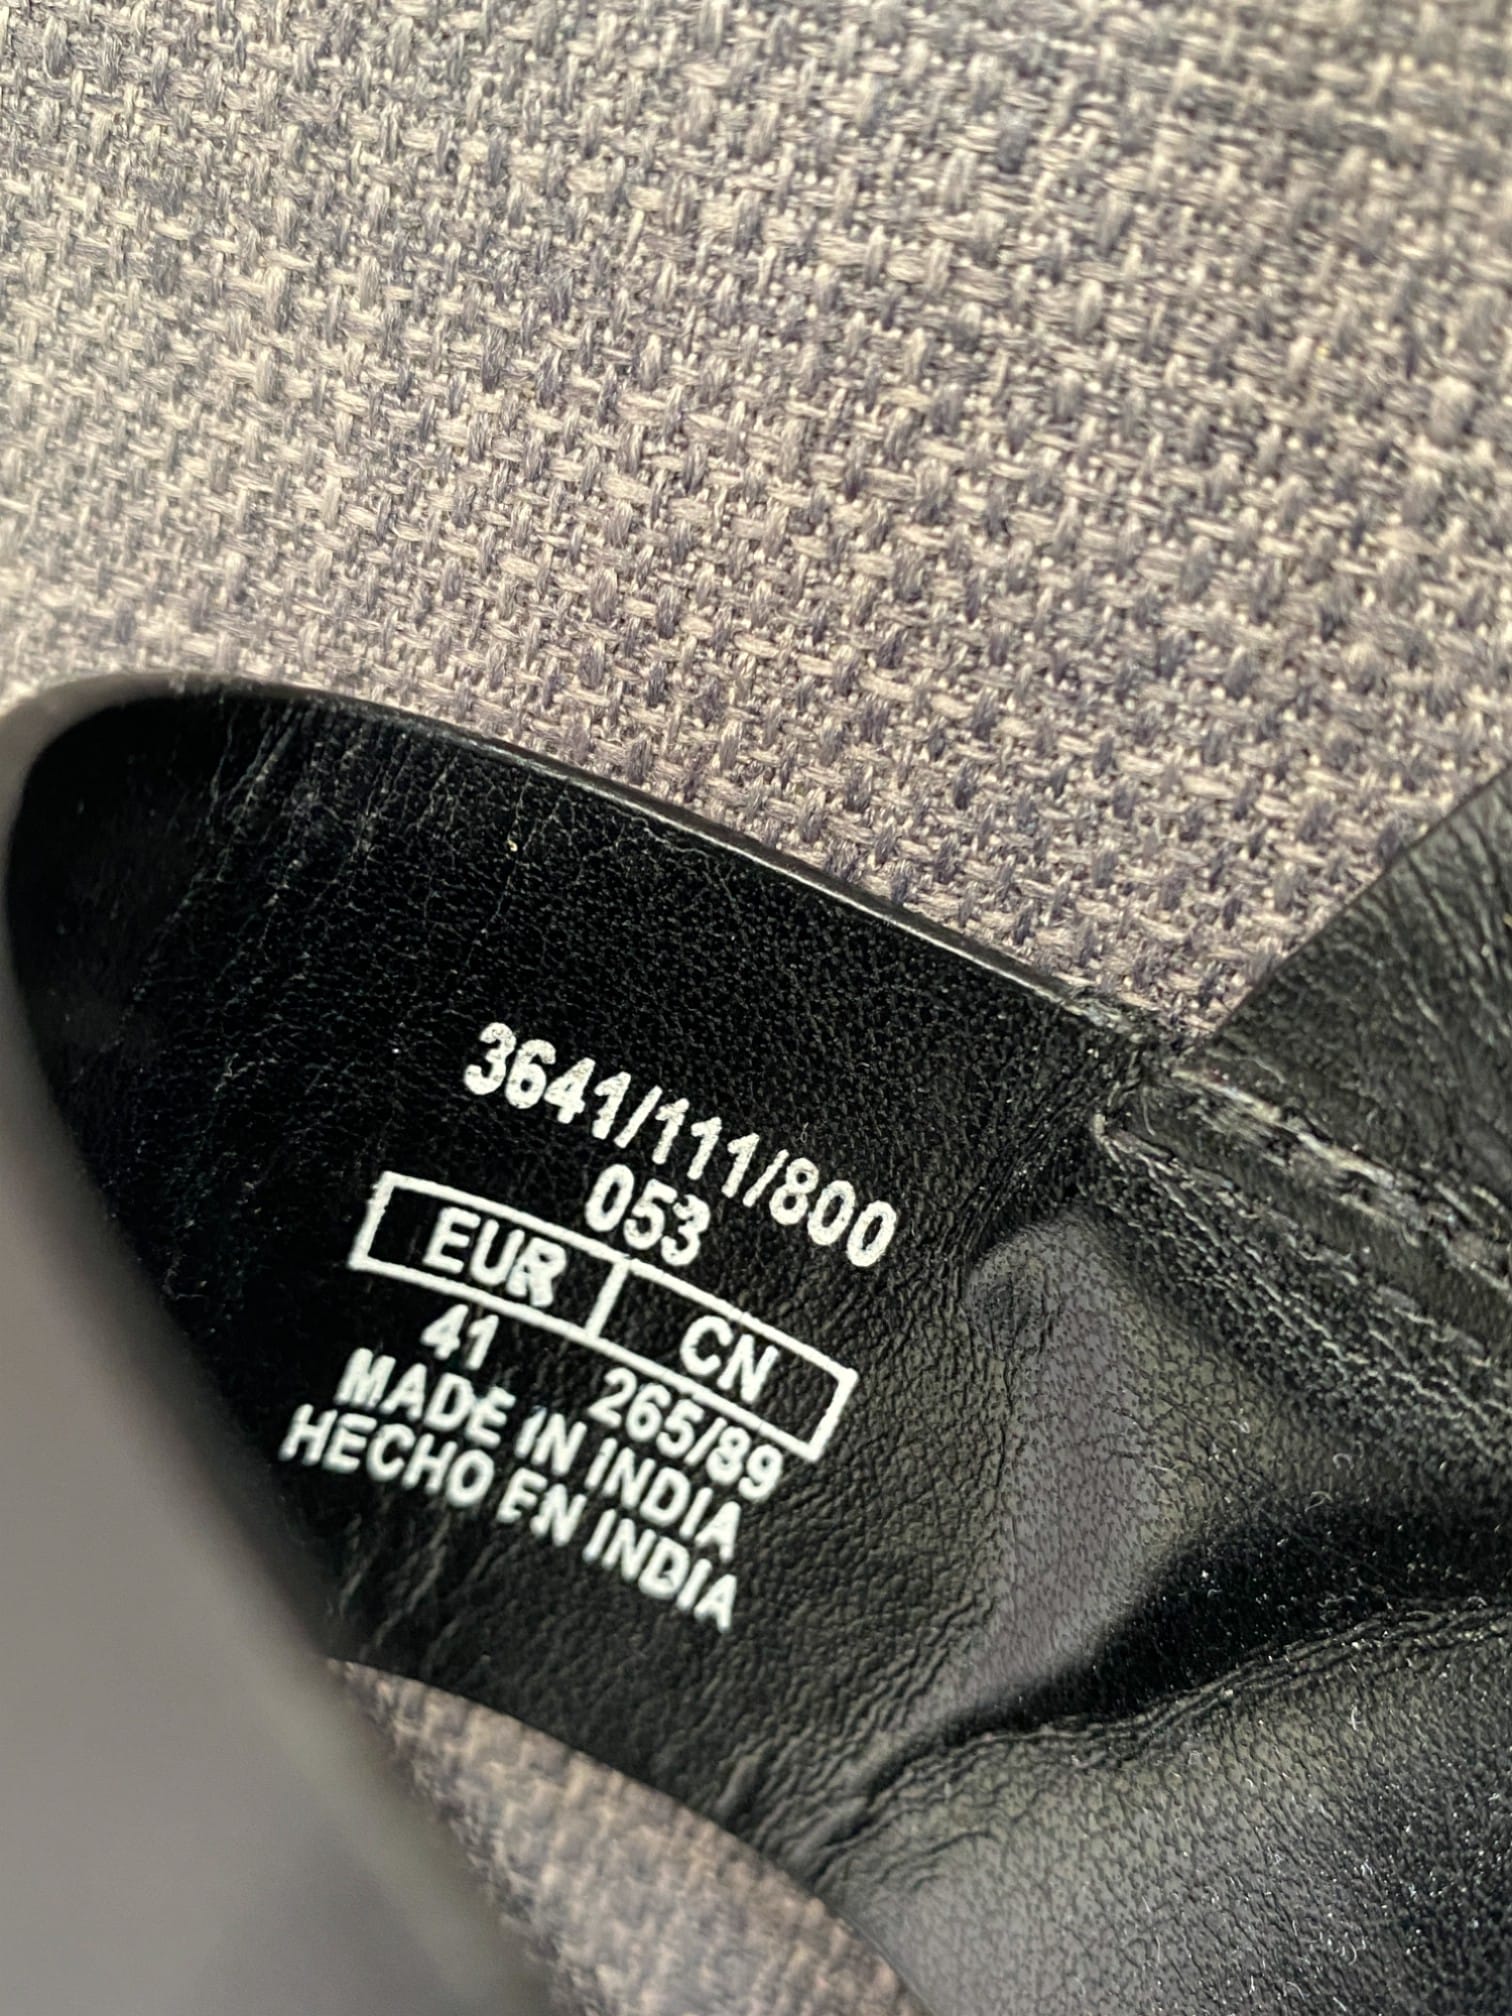 3641/111/800
053
EUR CN
41 265/89
MADE IN INDIA
HECHO EN INDIA